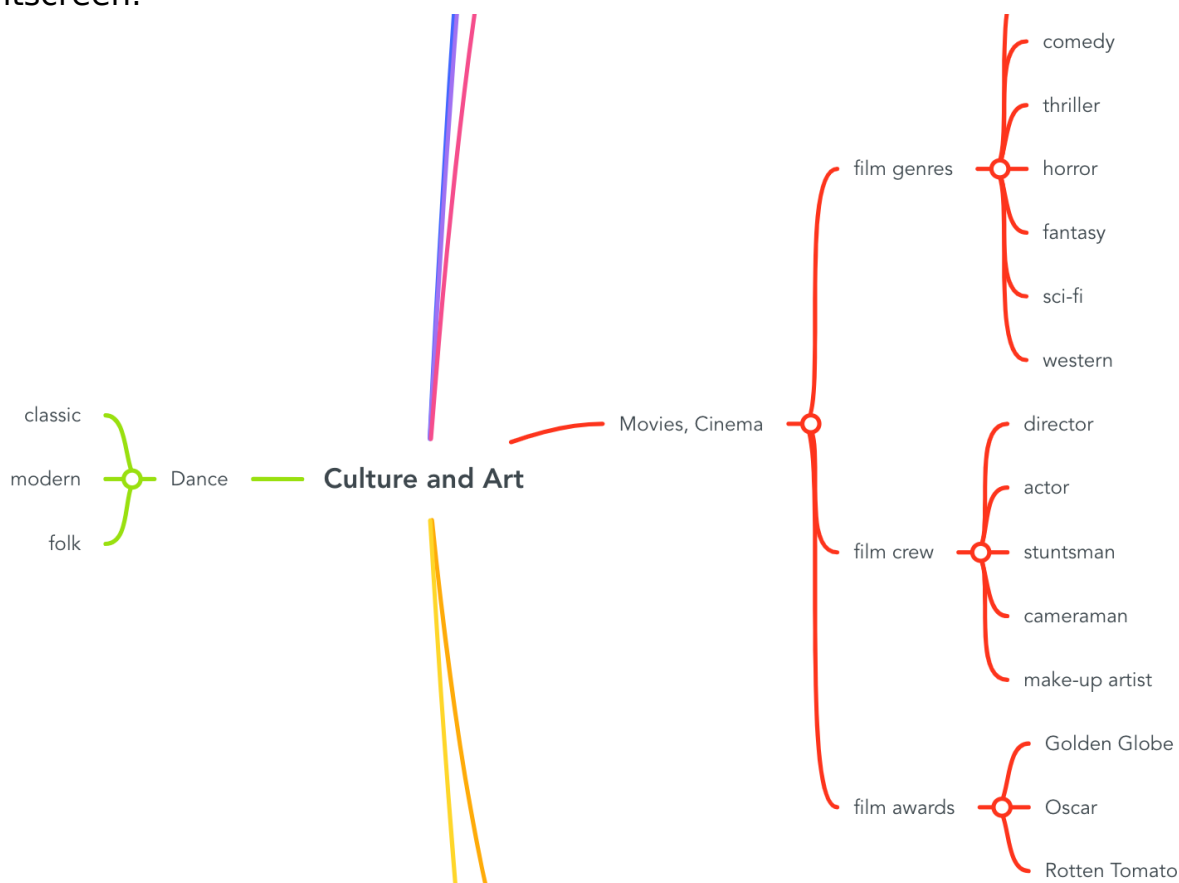 comedy
thriller
film genres
horror
fantasy
sci-fi
western
classic
modern
folk
Dance
Culture and Art
Movies, Cinema
director
actor
film crew
stuntsman
cameraman
make-up artist
Golden Globe
film awards
Oscar
Rotten Tomato